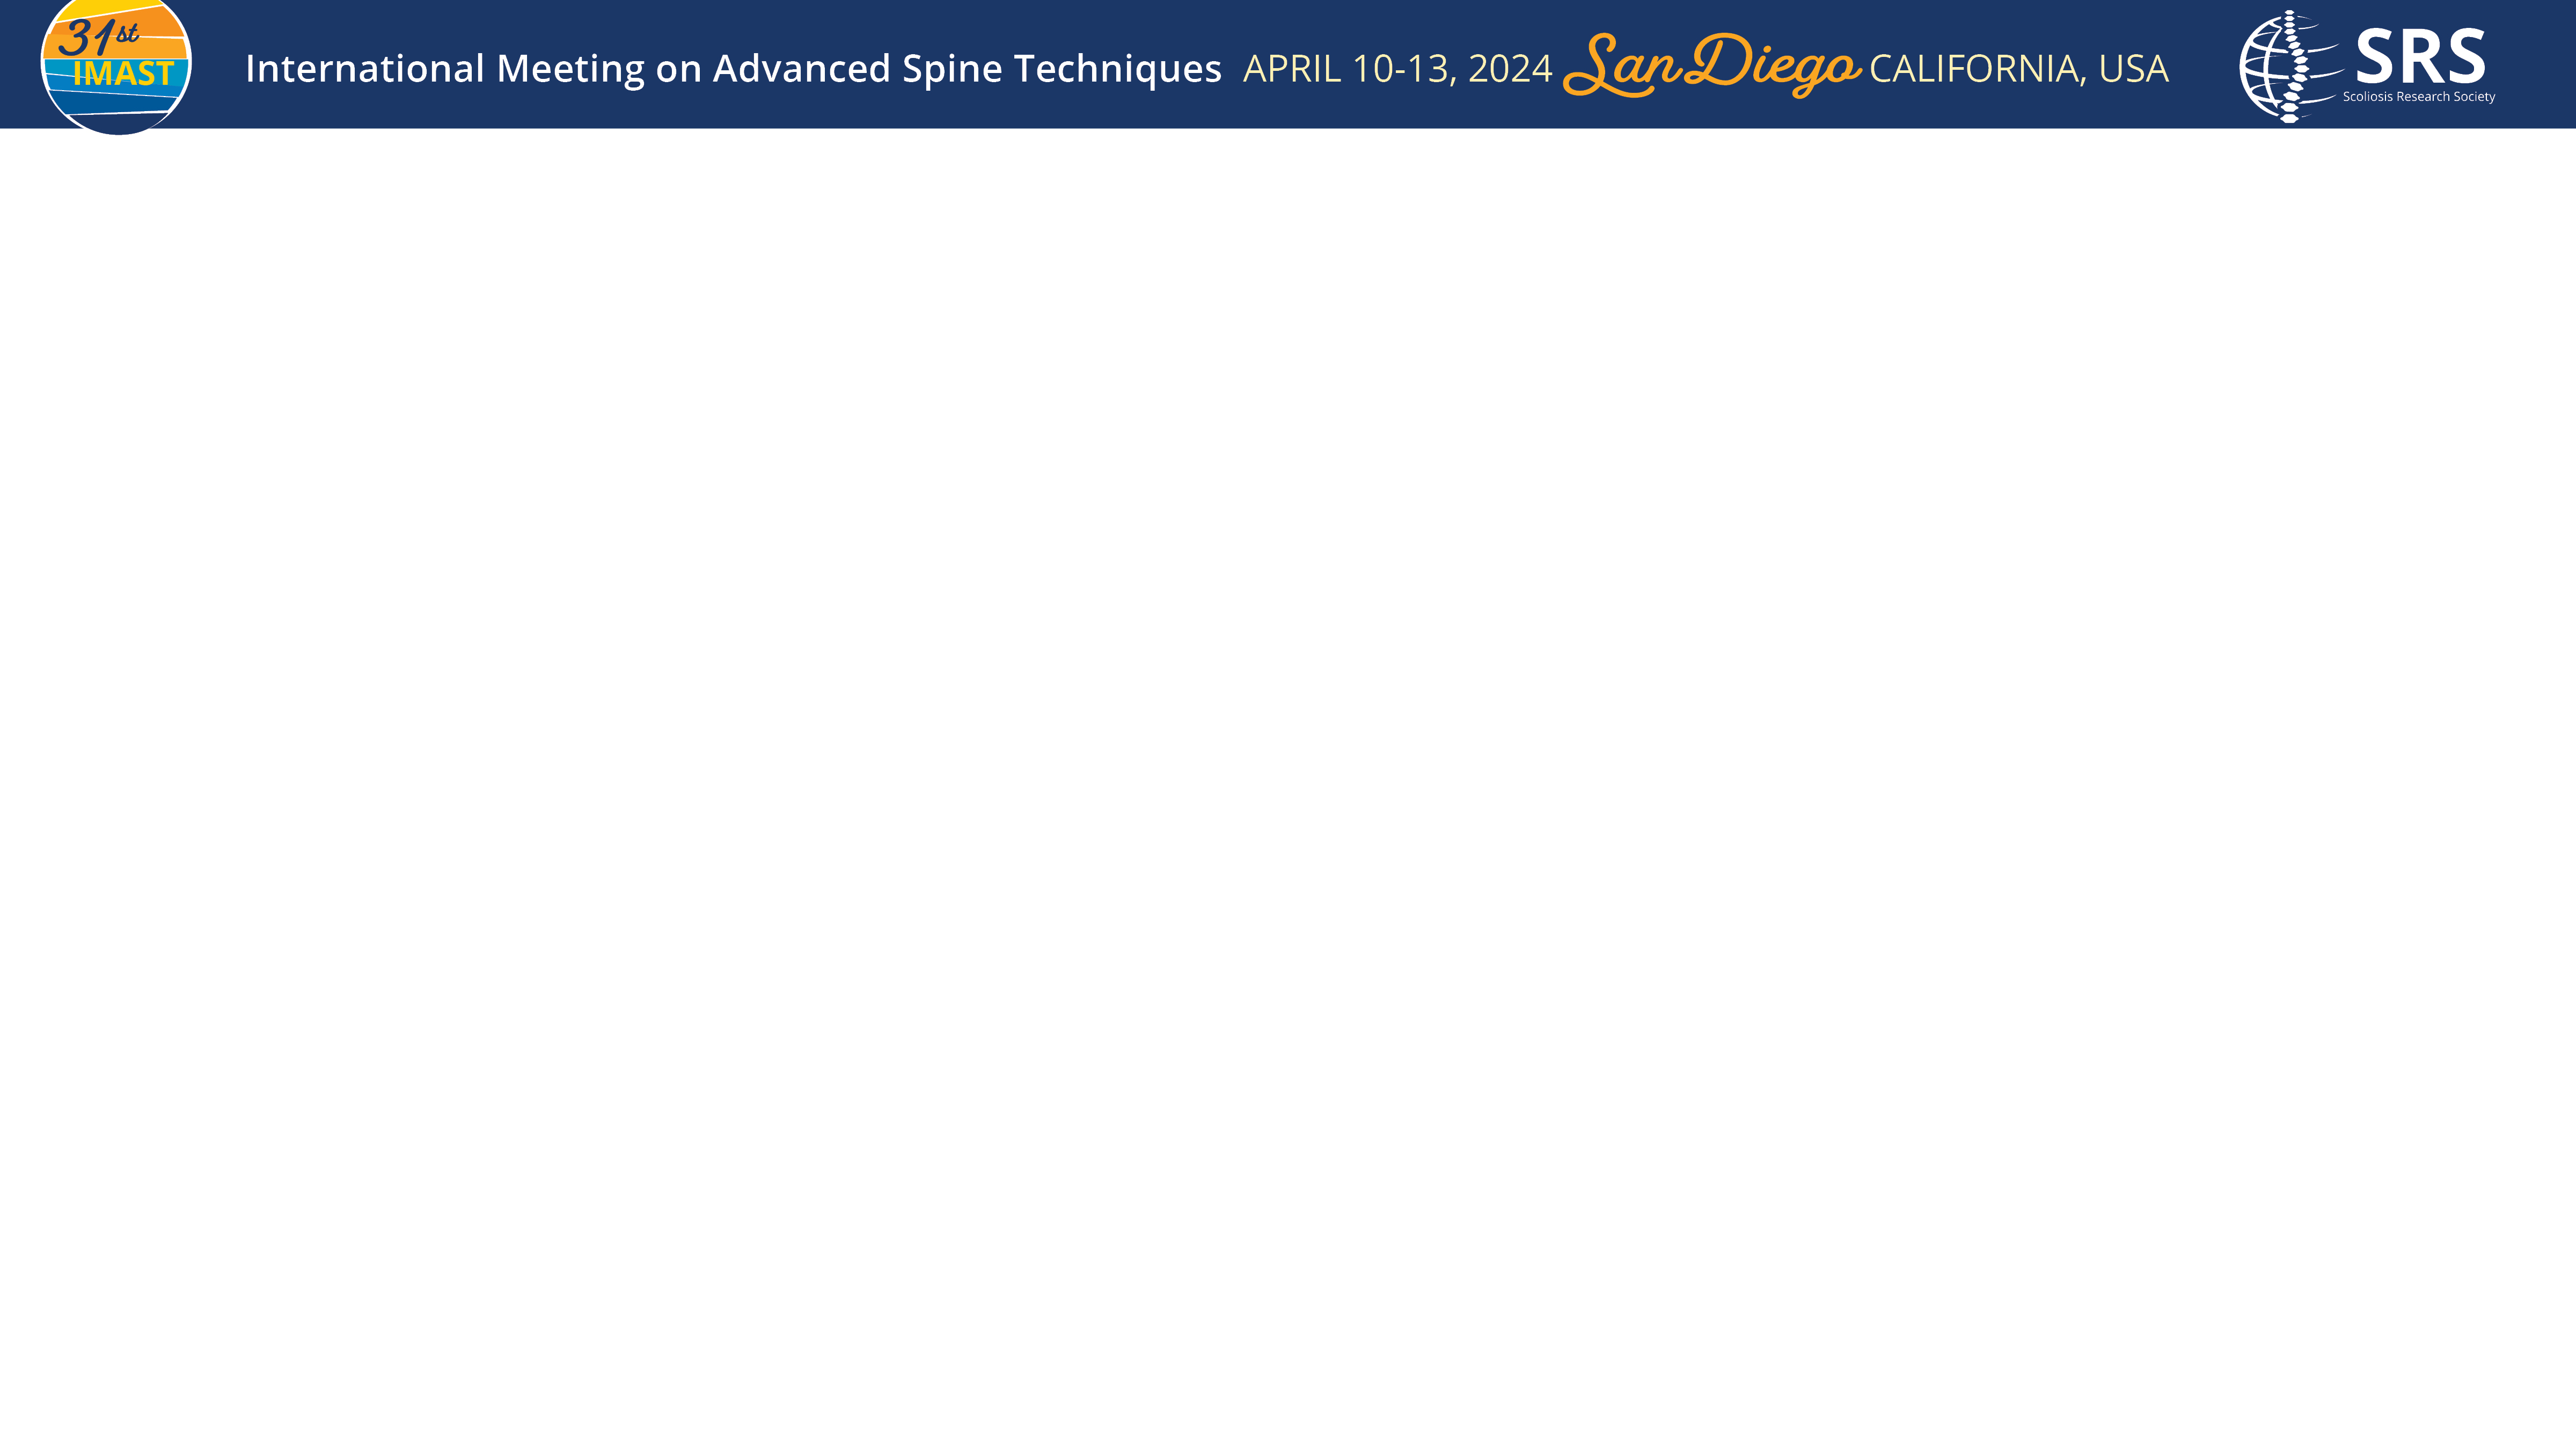 31st
IMAST
International Meeting on Advanced Spine Techniques APRIL 10-13, 2024 San Diego CALIFORNIA, USA
SRS
Scoliosis Research Society